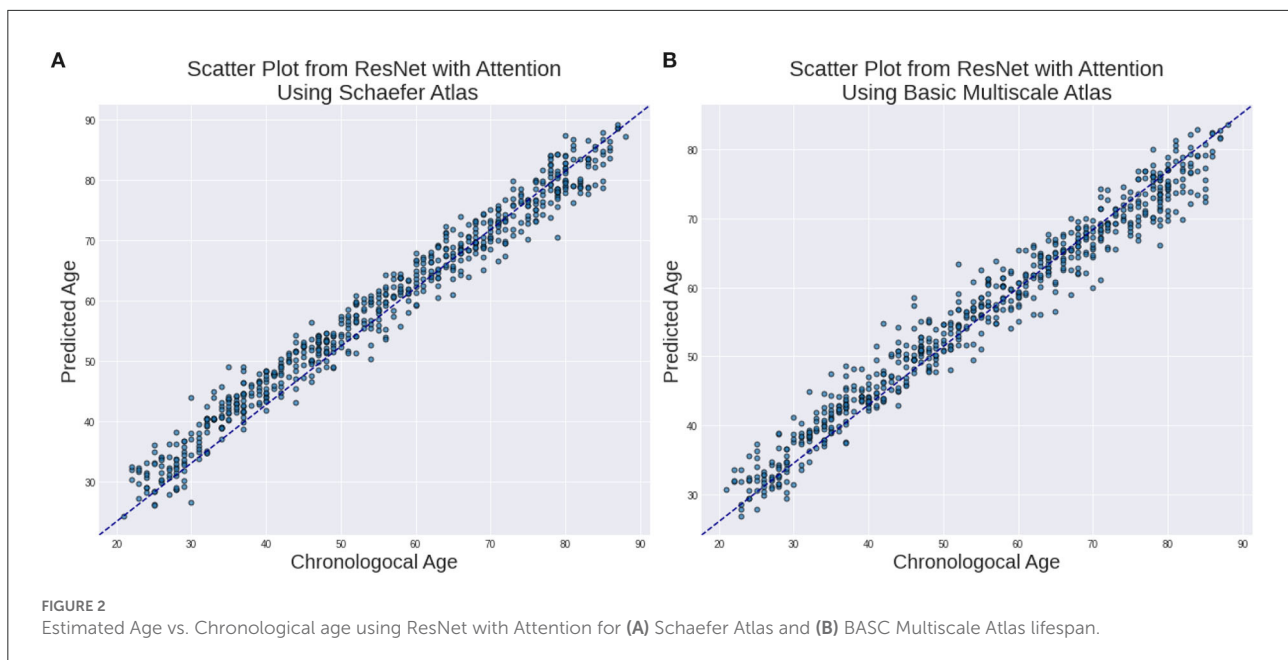 A
Scatter Plot from ResNet with Attention
Using Schaefer Atlas
90
80
70
60
50
40
30
Predicted Age
20 30 40 50 60 70 80 90
Chronologocal Age
B
Scatter Plot from ResNet with Attention
Using Basic Multiscale Atlas
80
70
60
50
40
30
Predicted Age
20 30 40 50 60 70 80 90
Chronologocal Age
FIGURE 2
Estimated Age vs. Chronological age using ResNet with Attention for (A) Schaefer Atlas and (B) BASC Multiscale Atlas lifespan.